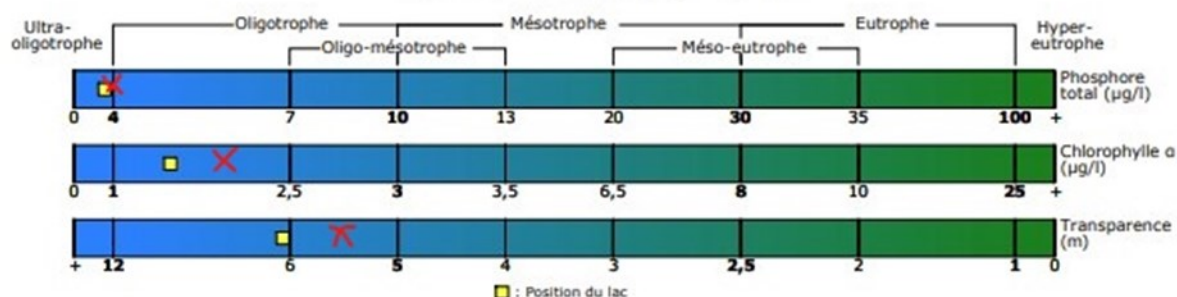 Ultra-
oligotrophe
Oligotrophe
Mésotrophe
Eutrophe
Hyper-
eutrophe
Oligo-mésotrophe
Méso-eutrophe
Phosphore
total (µg/l)
0 4 7 10 13 20 30 35 100 +
Chlorophylle α
(µg/l)
0 1 2,5 3 3,5 6,5 8 10 25 +
Transparence
(m)
+ 12 6 5 4 3 2,5 2 1 0
: Position du lac